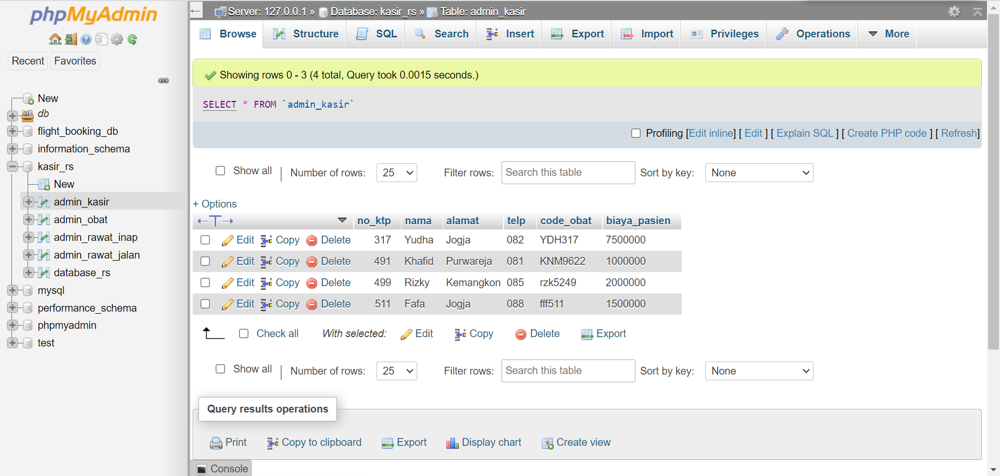 phpMyAdmin
Recent Favorites
New
db
flight_booking_db
information_schema
kasir_rs
New
admin_kasir
admin_obat
admin_rawat_inap
admin_rawat_jalan
database_rs
mysql
performance_schema
phpmyadmin
test
Server: 127.0.0.1 » Database: kasir_rs » Table: admin_kasir
Browse Structure SQL Search Insert Export Import Privileges Operations More
Showing rows 0 - 3 (4 total, Query took 0.0015 seconds.)
SELECT * FROM `admin_kasir`
Profiling [Edit inline] [ Edit ] [ Explain SQL ] [ Create PHP code ] [ Refresh]
Show all | Number of rows: 25 Filter rows: Search this table Sort by key: None
+ Options
←T→ no_ktp nama alamat telp code_obat biaya_pasien
Edit Copy Delete 317 Yudha Jogja 082 YDH317 7500000
Edit Copy Delete 491 Khafid Purwareja 081 KNM9622 1000000
Edit Copy Delete 499 Rizky Kemangkon 085 rzk5249 2000000
Edit Copy Delete 511 Fafa Jogja 088 fff511 1500000
Check all With selected: Edit Copy Delete Export
Show all | Number of rows: 25 Filter rows: Search this table Sort by key: None
Query results operations
Print Copy to clipboard Export Display chart Create view
Console